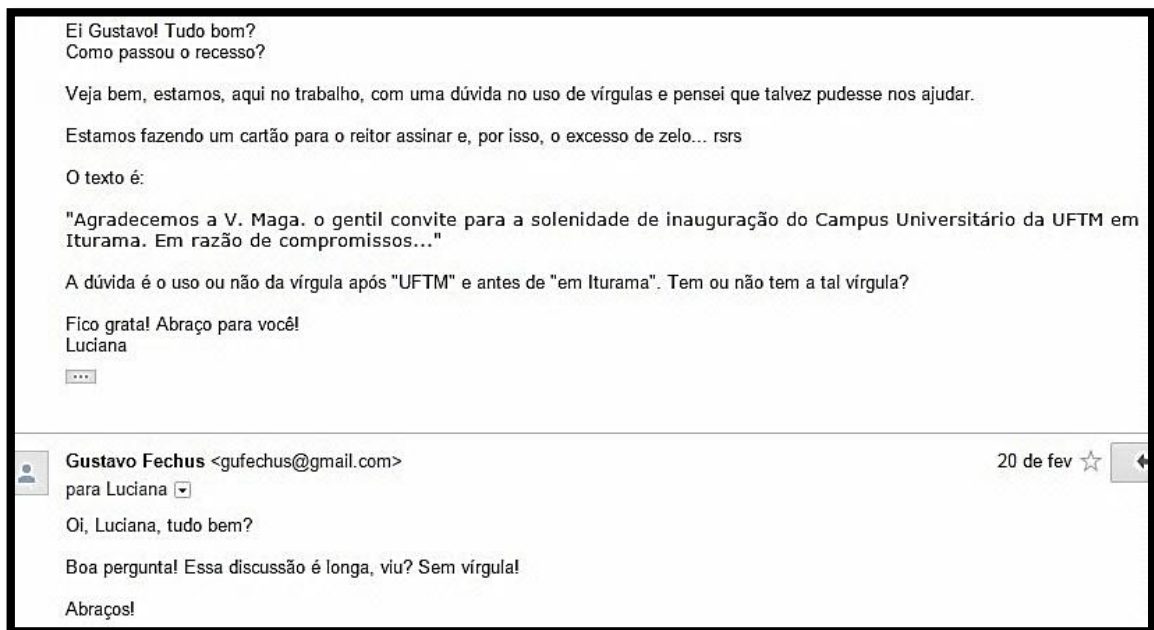 Ei Gustavo! Tudo bom?
Como passou o recesso?
Veja bem, estamos, aqui no trabalho, com uma dúvida no uso de vírgulas e pensei que talvez pudesse nos ajudar.
Estamos fazendo um cartão para o reitor assinar e, por isso, o excesso de zelo... rsrs
O texto é:
"Agradecemos a V. Maga. o gentil convite para a solenidade de inauguração do Campus Universitário da UFTM em
Iturama. Em razão de compromissos..."
A dúvida é o uso ou não da vírgula após "UFTM" e antes de "em Iturama". Tem ou não tem a tal vírgula?
Fico grata! Abraço para você!
Luciana
...
Gustavo Fechus <gufechus@gmail.com> 20 de fev
para Luciana
Oi, Luciana, tudo bem?
Boa pergunta! Essa discussão é longa, viu? Sem vírgula!
Abraços!